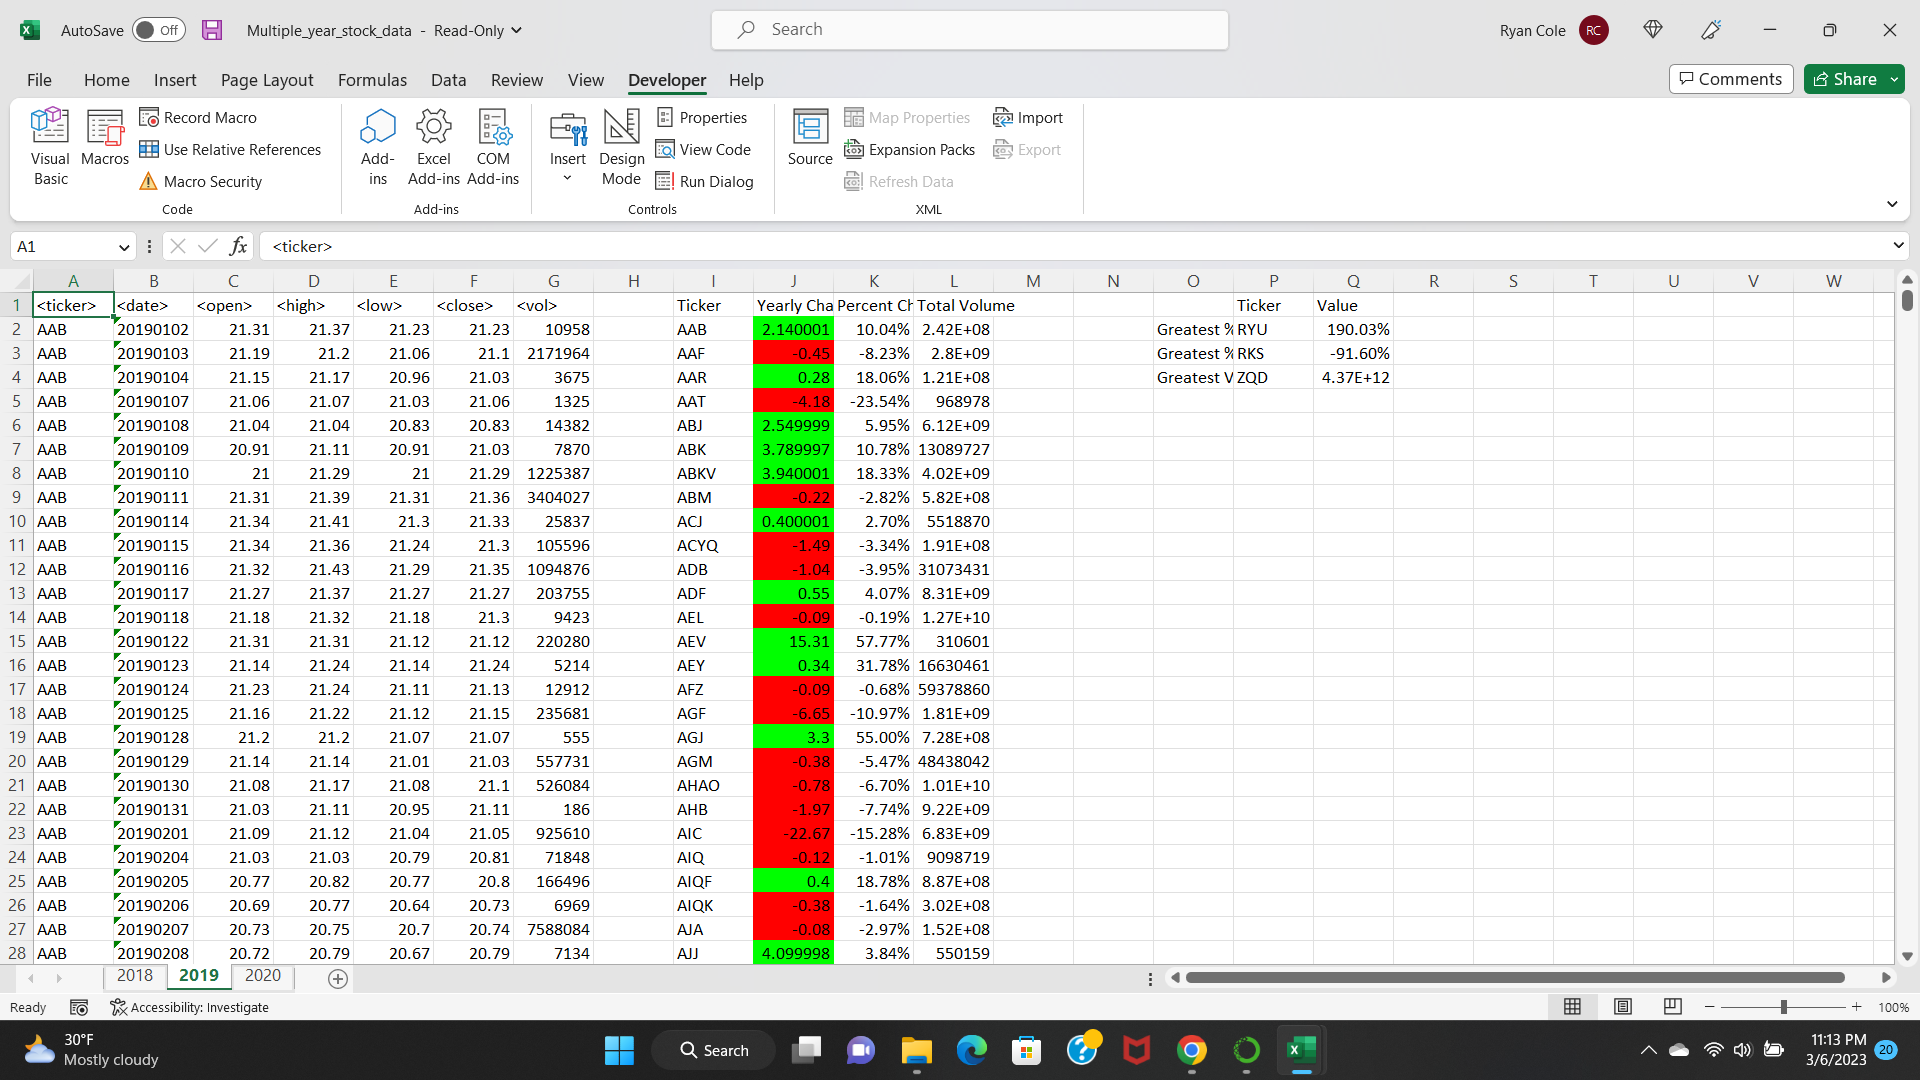 AutoSave Off Multiple_year_stock_data - Read-Only Search Ryan Cole RC
File Home Insert Page Layout Formulas Data Review View Developer Help Comments Share
Visual Basic Macros Record Macro Use Relative References Macro Security Code
Add-ins Excel Add-ins COM Add-ins Add-ins
Insert Design Mode Properties View Code Run Dialog Controls
Source Map Properties Expansion Packs Refresh Data Import Export XML
A1 fx <ticker>
A B C D E F G H I J K L M N O P Q R S T U V W
1 <ticker> <date> <open> <high> <low> <close> <vol> Ticker Yearly Cha Percent Ch Total Volume Ticker Value
2 AAB 20190102 21.31 21.37 21.23 21.23 10958 AAB 2.140001 10.04% 2.42E+08 Greatest % RYU 190.03%
3 AAB 20190103 21.19 21.2 21.06 21.1 2171964 AAF -0.45 -8.23% 2.8E+09 Greatest % RKS -91.60%
4 AAB 20190104 21.15 21.17 20.96 21.03 3675 AAR 0.28 18.06% 1.21E+08 Greatest V ZQD 4.37E+12
5 AAB 20190107 21.06 21.07 21.03 21.06 1325 AAT -4.18 -23.54% 968978
6 AAB 20190108 21.04 21.04 20.83 20.83 14382 ABJ 2.549999 5.95% 6.12E+09
7 AAB 20190109 20.91 21.11 20.91 21.03 7870 ABK 3.789997 10.78% 13089727
8 AAB 20190110 21 21.29 21 21.29 1225387 ABKV 3.940001 18.33% 4.02E+09
9 AAB 20190111 21.31 21.39 21.31 21.36 3404027 ABM -0.22 -2.82% 5.82E+08
10 AAB 20190114 21.34 21.41 21.3 21.33 25837 ACJ 0.400001 2.70% 5518870
11 AAB 20190115 21.34 21.36 21.24 21.3 105596 ACYQ -1.49 -3.34% 1.91E+08
12 AAB 20190116 21.32 21.43 21.29 21.35 1094876 ADB -1.04 -3.95% 31073431
13 AAB 20190117 21.27 21.37 21.27 21.27 203755 ADF 0.55 4.07% 8.31E+09
14 AAB 20190118 21.18 21.32 21.18 21.3 9423 AEL -0.09 -0.19% 1.27E+10
15 AAB 20190122 21.31 21.31 21.12 21.12 220280 AEV 15.31 57.77% 310601
16 AAB 20190123 21.14 21.24 21.14 21.24 5214 AEY 0.34 31.78% 16630461
17 AAB 20190124 21.23 21.24 21.11 21.13 12912 AFZ -0.09 -0.68% 59378860
18 AAB 20190125 21.16 21.22 21.12 21.15 235681 AGF -6.65 -10.97% 1.81E+09
19 AAB 20190128 21.2 21.2 21.07 21.07 555 AGJ 3.3 55.00% 7.28E+08
20 AAB 20190129 21.14 21.14 21.01 21.03 557731 AGM -0.38 -5.47% 48438042
21 AAB 20190130 21.08 21.17 21.08 21.1 526084 AHAO -0.78 -6.70% 1.01E+10
22 AAB 20190131 21.03 21.11 20.95 21.11 186 AHB -1.97 -7.74% 9.22E+09
23 AAB 20190201 21.09 21.12 21.04 21.05 925610 AIC -22.67 -15.28% 6.83E+09
24 AAB 20190204 21.03 21.03 20.79 20.81 71848 AIQ -0.12 -1.01% 9098719
25 AAB 20190205 20.77 20.82 20.77 20.8 166496 AIQF 0.4 18.78% 8.87E+08
26 AAB 20190206 20.69 20.77 20.64 20.73 6969 AIQK -0.38 -1.64% 3.02E+08
27 AAB 20190207 20.73 20.75 20.7 20.74 7588084 AJA -0.08 -2.97% 1.52E+08
28 AAB 20190208 20.72 20.79 20.67 20.79 7134 AJJ 4.099998 3.84% 550159
2018 2019 2020
Ready Accessibility: Investigate 100%
30°F
Mostly cloudy
Search
11:13 PM
3/6/2023
20